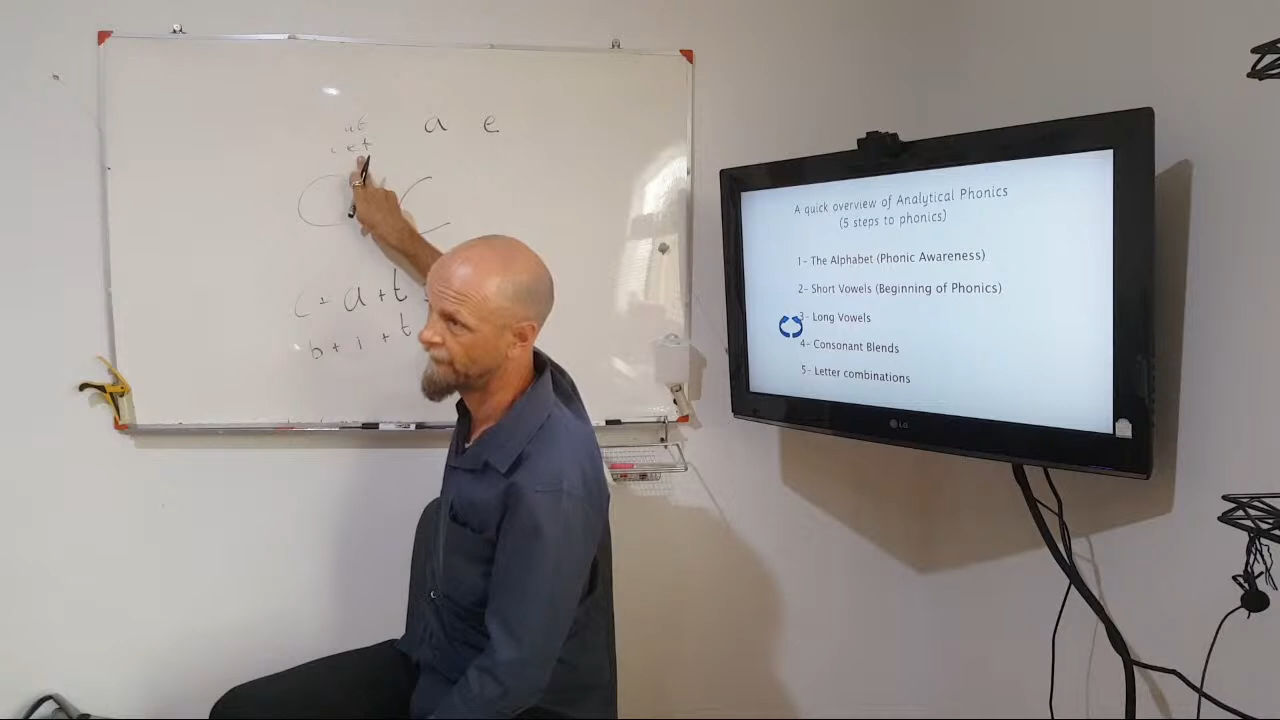 a e
c + a + t
b + i + t
A quick overview of Analytical Phonics
(5 steps to phonics)
1- The Alphabet (Phonic Awareness)
2- Short Vowels (Beginning of Phonics)
3- Long Vowels
4- Consonant Blends
5- Letter combinations
LG